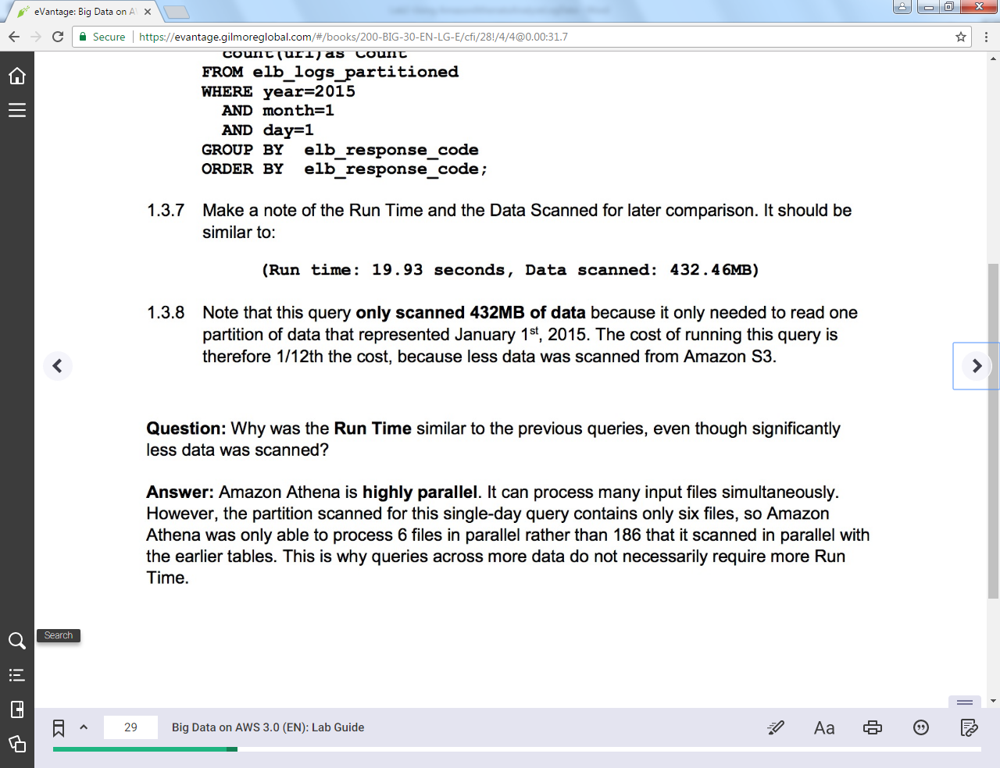 eVantage: Big Data on A
Secure
https://evantage.gilmoreglobal.com/#/books/200-BIG-30-EN-LG-E/cfi/28!/4/4@0.00:31.7
count(url)as Count
FROM elb_logs_partitioned
WHERE year=2015
AND month=1
AND day=1
GROUP BY elb_response_code
ORDER BY elb_response_code;
1.3.7 Make a note of the Run Time and the Data Scanned for later comparison. It should be
similar to:
(Run time: 19.93 seconds, Data scanned: 432.46MB)
1.3.8 Note that this query only scanned 432MB of data because it only needed to read one
partition of data that represented January 1st, 2015. The cost of running this query is
therefore 1/12th the cost, because less data was scanned from Amazon S3.
Question: Why was the Run Time similar to the previous queries, even though significantly
less data was scanned?
Answer: Amazon Athena is highly parallel. It can process many input files simultaneously.
However, the partition scanned for this single-day query contains only six files, so Amazon
Athena was only able to process 6 files in parallel rather than 186 that it scanned in parallel with
the earlier tables. This is why queries across more data do not necessarily require more Run
Time.
Search
29
Big Data on AWS 3.0 (EN): Lab Guide
Aa